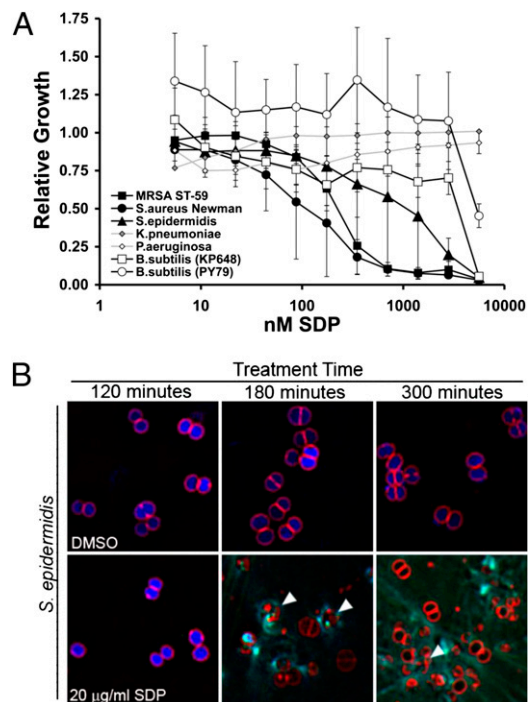 A
Relative Growth
1.75
1.50
1.25
1.00
0.75
0.50
0.25
0.00
MRSA ST-59
S.aureus Newman
S.epidermidis
K.pneumoniae
P.aeruginosa
B.subtilis (KP648)
B.subtilis (PY79)
1 10 100 1000 10000
nM SDP
B
Treatment Time
120 minutes 180 minutes 300 minutes
S. epidermidis
DMSO
20 µg/ml SDP